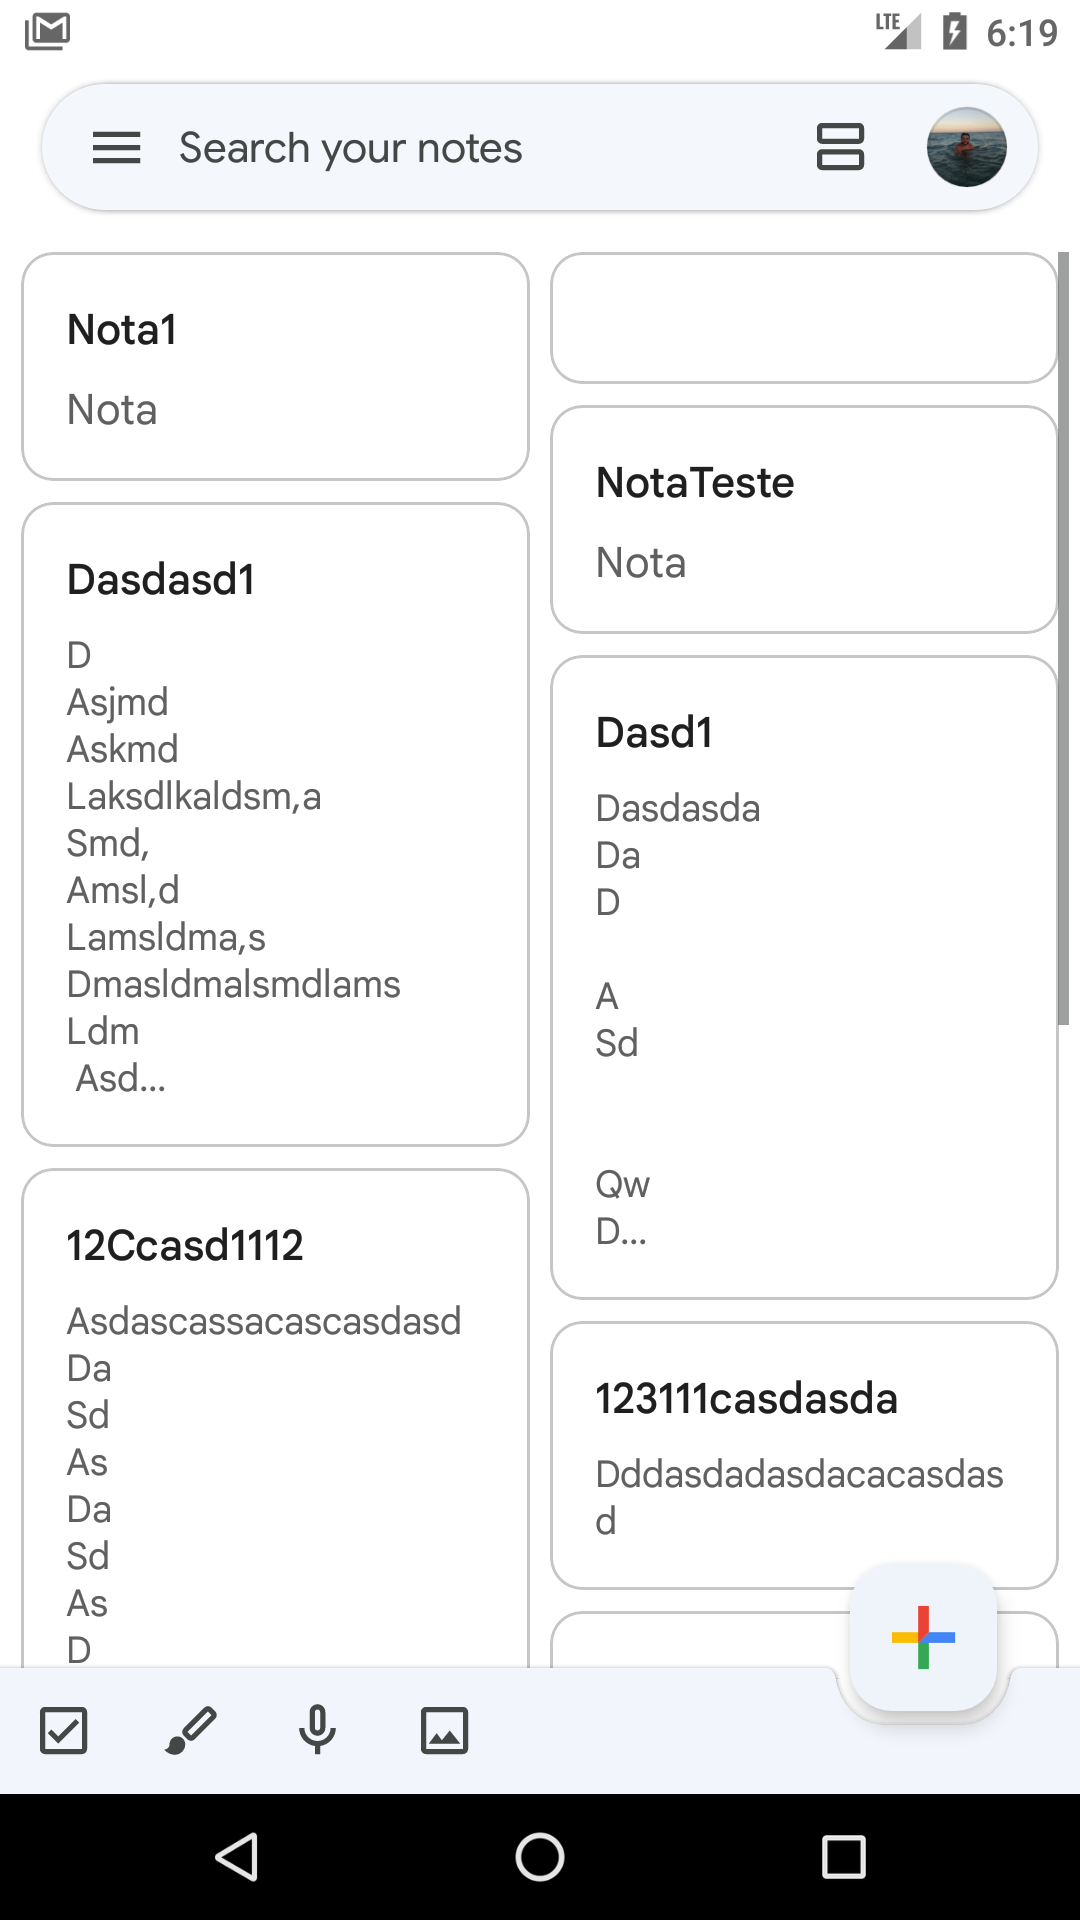 LTE 6:19
Search your notes
Nota1
Nota
Dasdasd1
D
Asjmd
Askmd
Laksdlkaldsm,a
Smd,
Amsl,d
Lamsldma,s
Dmasldmalsmdlams
Ldm
Asd...
12Ccasd1112
Asdascassacascasdasd
Da
Sd
As
Da
Sd
As
D
NotaTeste
Nota
Dasd1
Dasdasda
Da
D
A
Sd
Qw
D...
123111casdasda
Dddasdadasdacacasdas
d